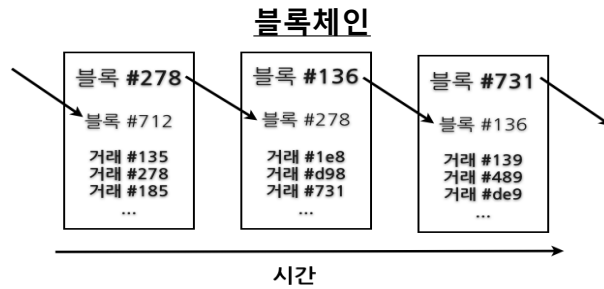 블록체인
블록 #278
블록 #712
거래 #135
거래 #278
거래 #185
...
블록 #136
블록 #278
거래 #1e8
거래 #d98
거래 #731
...
블록 #731
블록 #136
거래 #139
거래 #489
거래 #de9
...
시간